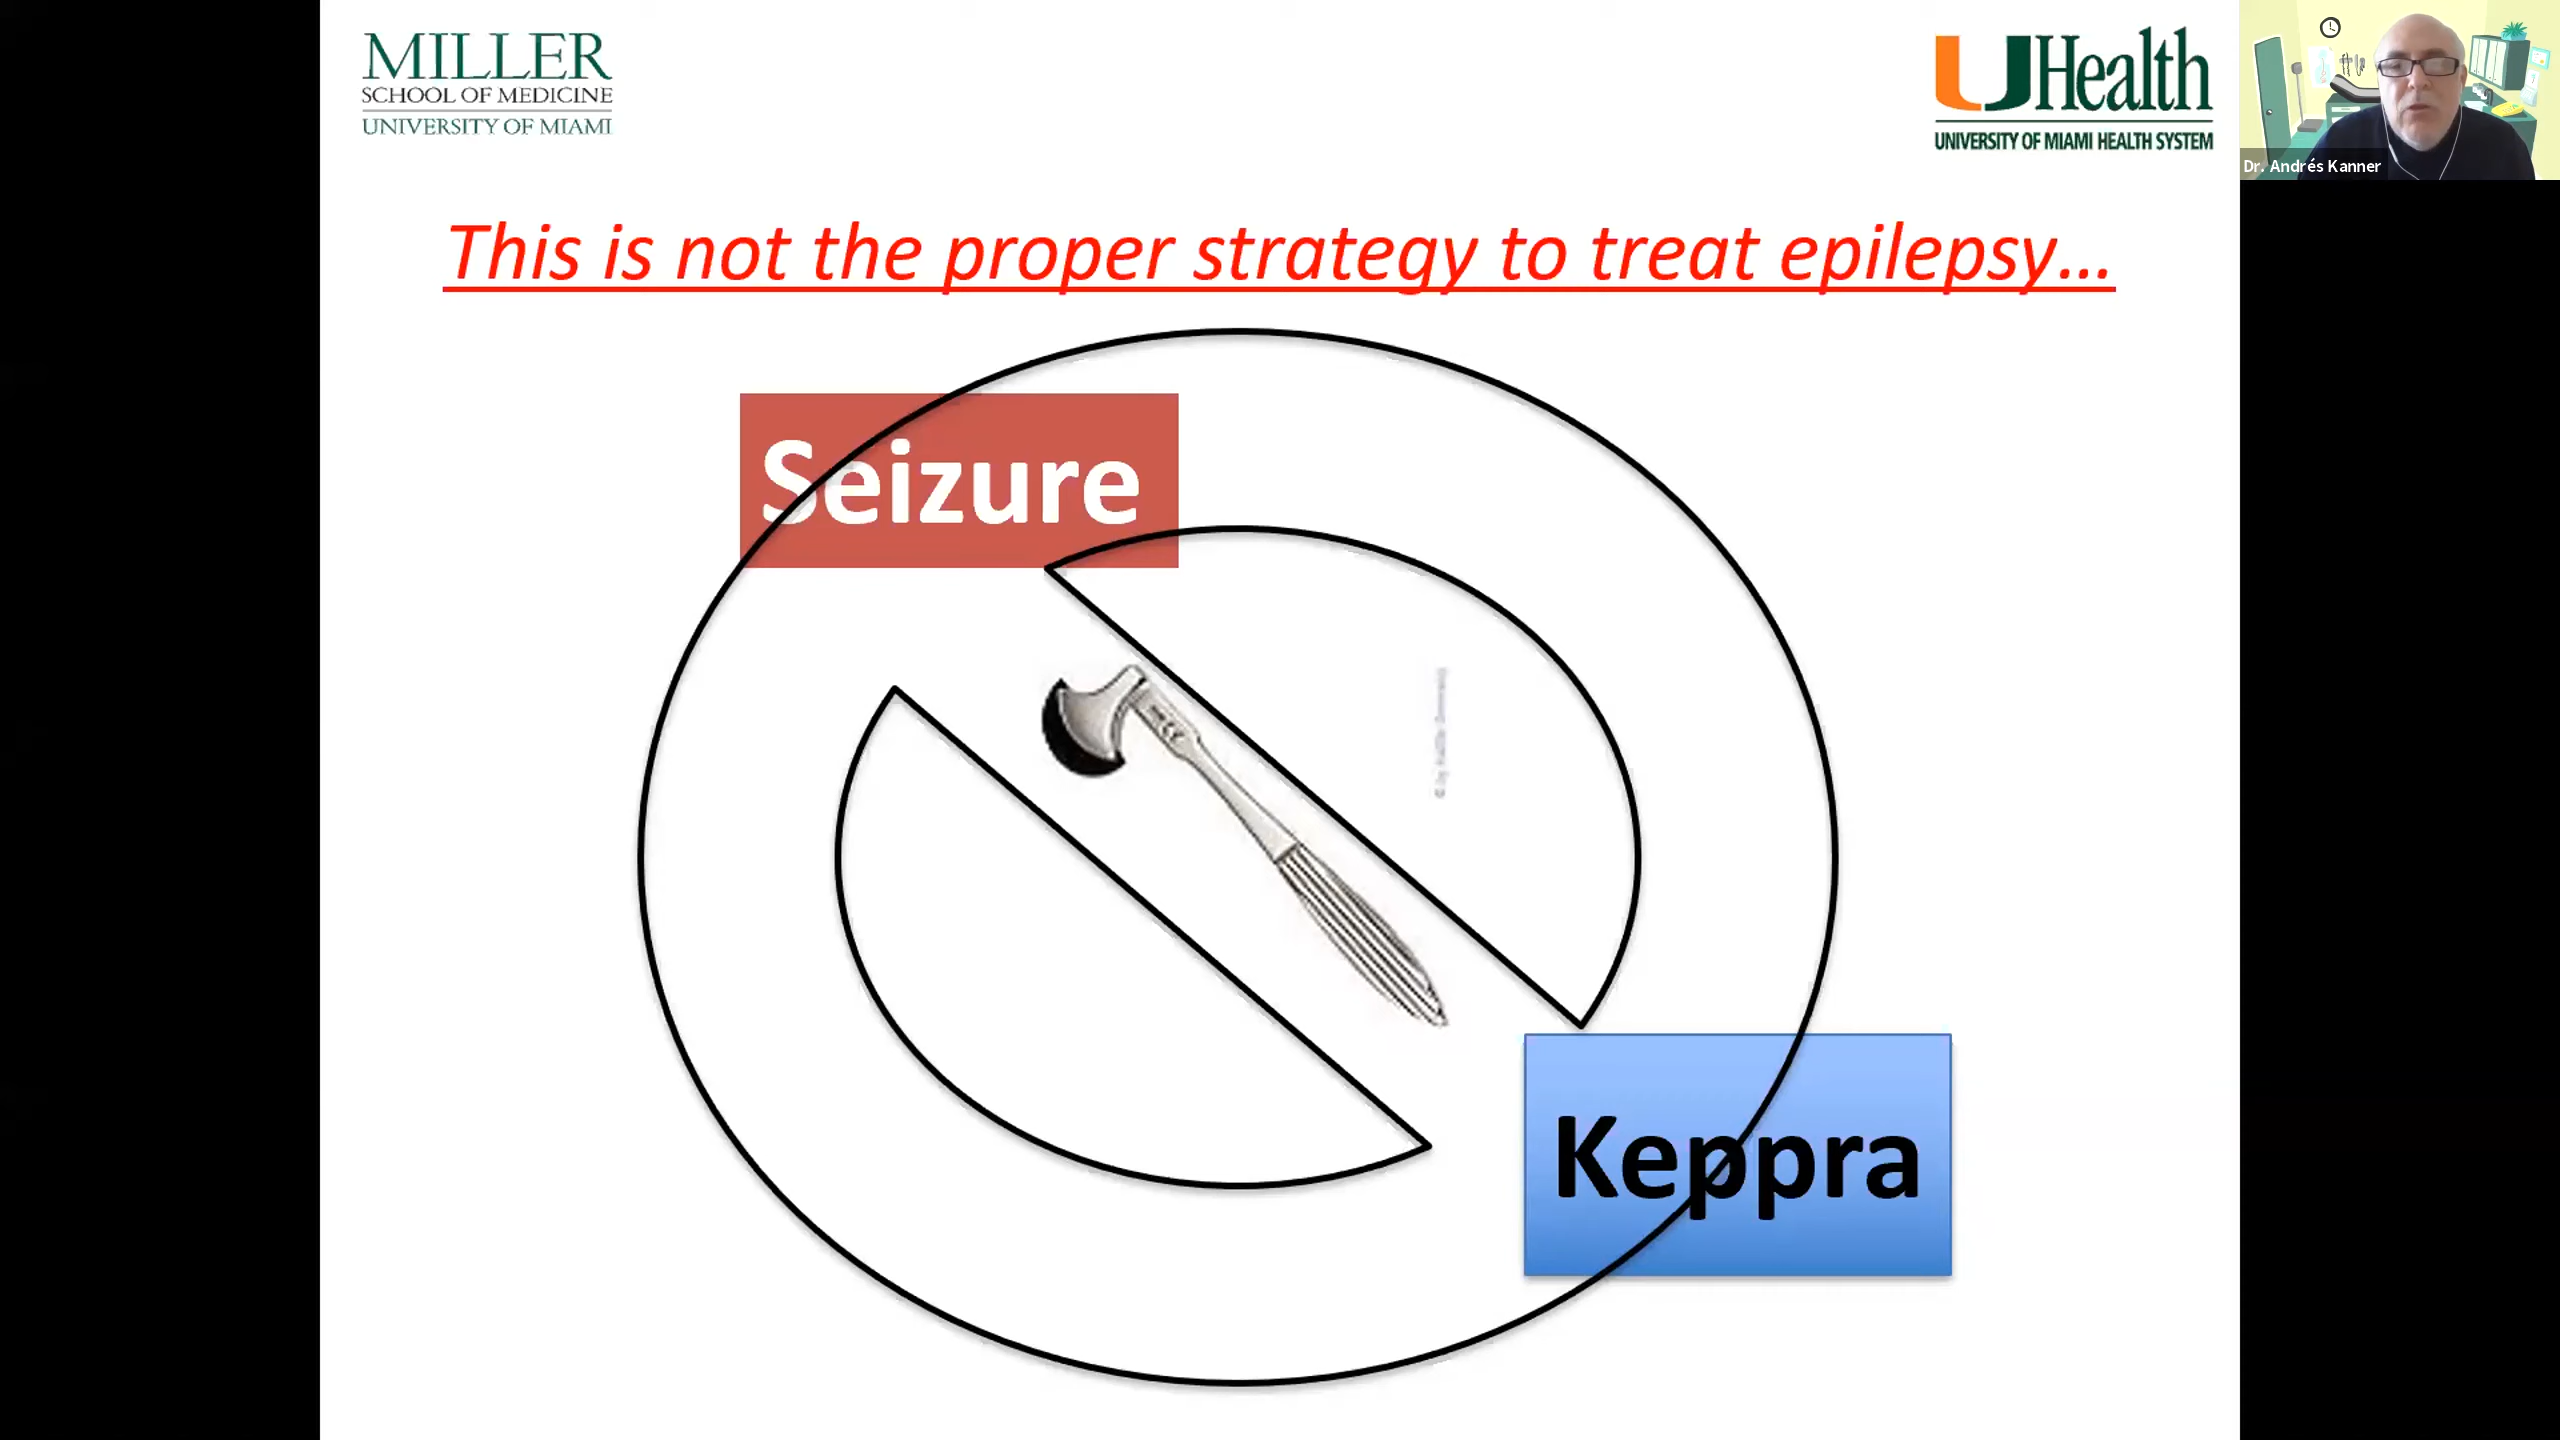 MILLER
SCHOOL OF MEDICINE
UNIVERSITY OF MIAMI
UHealth
UNIVERSITY OF MIAMI HEALTH SYSTEM
Dr. Andrés Kanner
This is not the proper strategy to treat epilepsy...
Seizure
Keppra